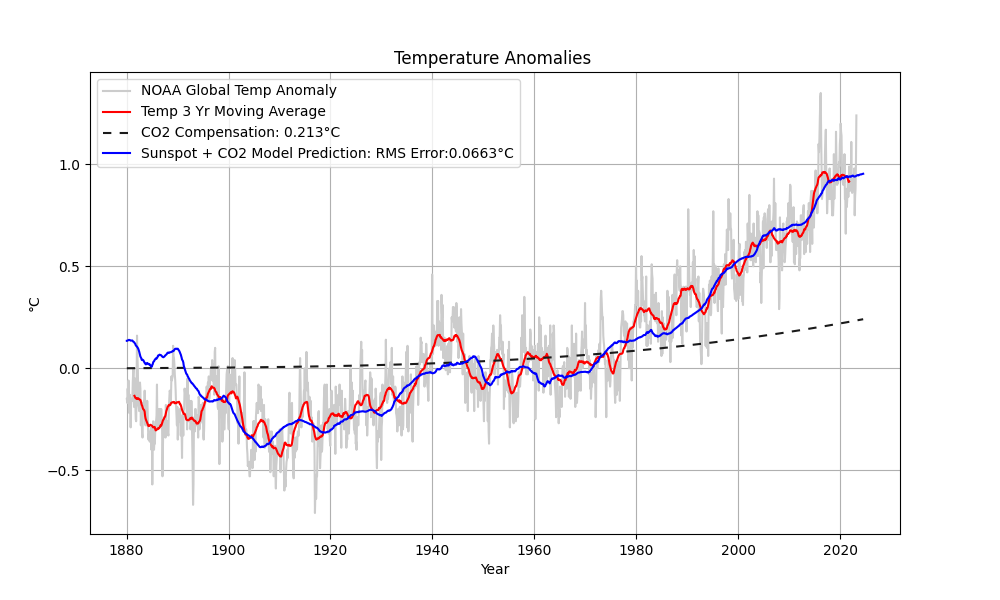 Temperature Anomalies
NOAA Global Temp Anomaly
Temp 3 Yr Moving Average
CO2 Compensation: 0.213°C
Sunspot + CO2 Model Prediction: RMS Error:0.0663°C
1.0
0.5
0.0
−0.5
°C
1880 1900 1920 1940 1960 1980 2000 2020
Year